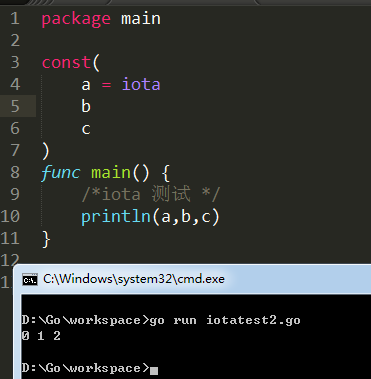 1 package main
2
3 const(
4 a = iota
5 b
6 c
7 )
8 func main() {
9 /*iota 测试 */
10 println(a,b,c)
11 }
12
C:\Windows\system32\cmd.exe
D:\Go\workspace>go run iotatest2.go
0 1 2
D:\Go\workspace>